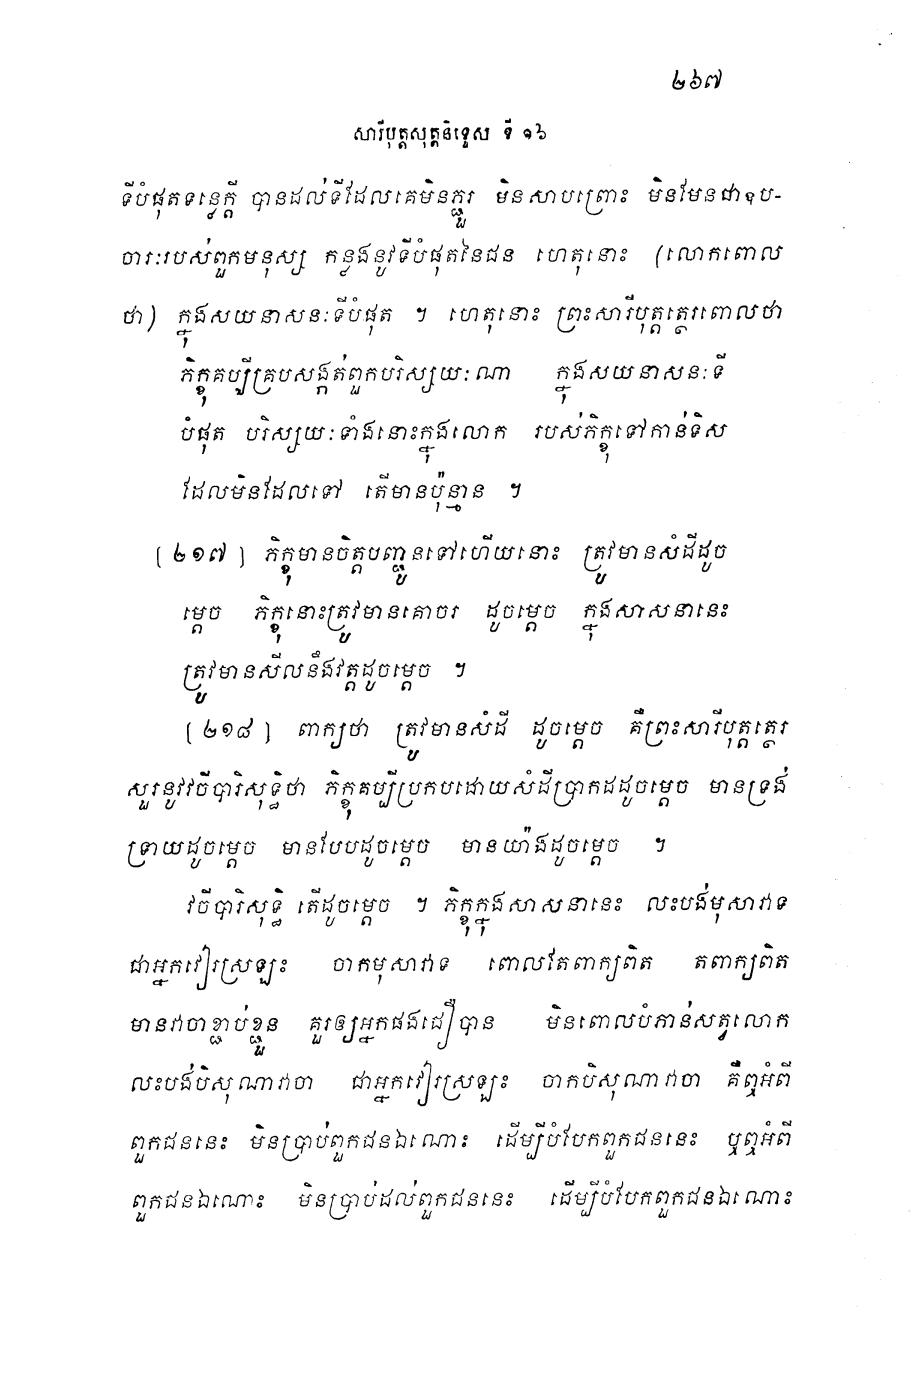 ២៦៧
សារីបុត្តសុត្តនិទ្ទេស ទី ១៦
ទីបំផុតទន្ទេក្តី បានដល់ទីដែលគេមិនភ្ជួរ មិនសាបព្រោះ មិនមែនជាឧប-
ចារៈរបស់ពួកមនុស្ស កន្លងនូវទីបំផុតនៃជន ហេតុនោះ (លោកពោល
ថា) ក្នុងសយនាសនៈទីបំផុត ។ ហេតុនោះ ព្រះសារីបុត្តត្ថេរពោលថា
ភិក្ខុគប្បីគ្របសង្កត់ពួកបរិស្សយៈណា ក្នុងសយនាសនៈទី
បំផុត បរិស្សយៈទាំងនោះក្នុងលោក របស់ភិក្ខុទៅកាន់ទិស
ដែលមិនដែលទៅ តើមានប៉ុន្មាន ។
[២១៧] ភិក្ខុមានចិត្តបញ្ជូនទៅហើយនោះ ត្រូវមានសំដីដូច
ម្តេច ភិក្ខុនោះត្រូវមានគោចរ ដូចម្តេច ក្នុងសាសនានេះ
ត្រូវមានសីលនឹងវត្តដូចម្តេច ។
[២១៨] ពាក្យថា ត្រូវមានសំដី ដូចម្តេច គឺព្រះសារីបុត្តត្ថេរ
សួរនូវវចីបារិសុទ្ធិថា ភិក្ខុគប្បីប្រកបដោយសំដីប្រាកដដូចម្តេច មានទ្រង់
ទ្រាយដូចម្តេច មានបែបដូចម្តេច មានយ៉ាងដូចម្តេច ។
វចីបារិសុទ្ធិ តើដូចម្តេច ។ ភិក្ខុក្នុងសាសនានេះ លះបង់មុសាវាទ
ជាអ្នកវៀរស្រឡះ ចាកមុសាវាទ ពោលតែពាក្យពិត តពាក្យពិត
មានវាចាខ្ជាប់ខ្ជួន គួរឲ្យអ្នកផងជឿបាន មិនពោលបំភាន់សត្វលោក
លះបង់បិសុណាវាចា ជាអ្នកវៀរស្រឡះ ចាកបិសុណាវាចា គឺឮអំពី
ពួកជននេះ មិនប្រាប់ពួកជនឯណោះ ដើម្បីបំបែកពួកជននេះ ឬឮអំពី
ពួកជនឯណោះ មិនប្រាប់ដល់ពួកជននេះ ដើម្បីបំបែកពួកជនឯណោះ